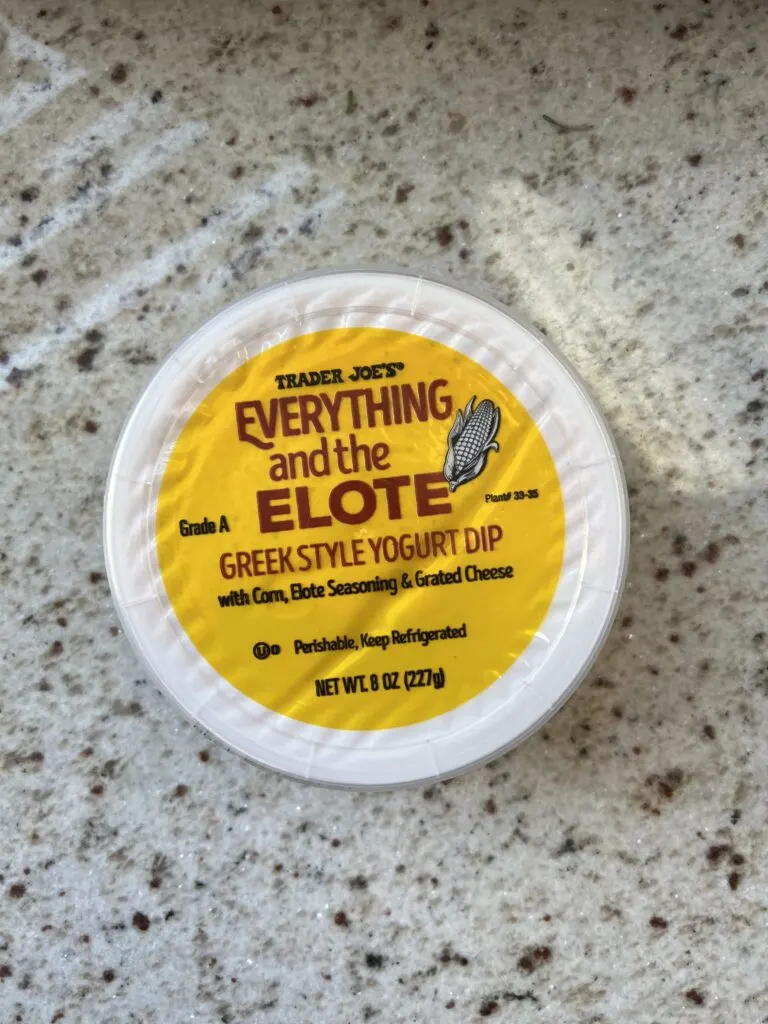 TRADER JOE'S®
EVERYTHING
and the
ELOTE
Plant# 33-35
Grade A
GREEK STYLE YOGURT DIP
with Corn, Elote Seasoning & Grated Cheese
U D Perishable, Keep Refrigerated
NET WT. 8 OZ (227g)